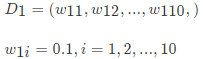 D1 = (w11, w12, ..., w110, )
w1i = 0.1, i = 1, 2, ..., 10